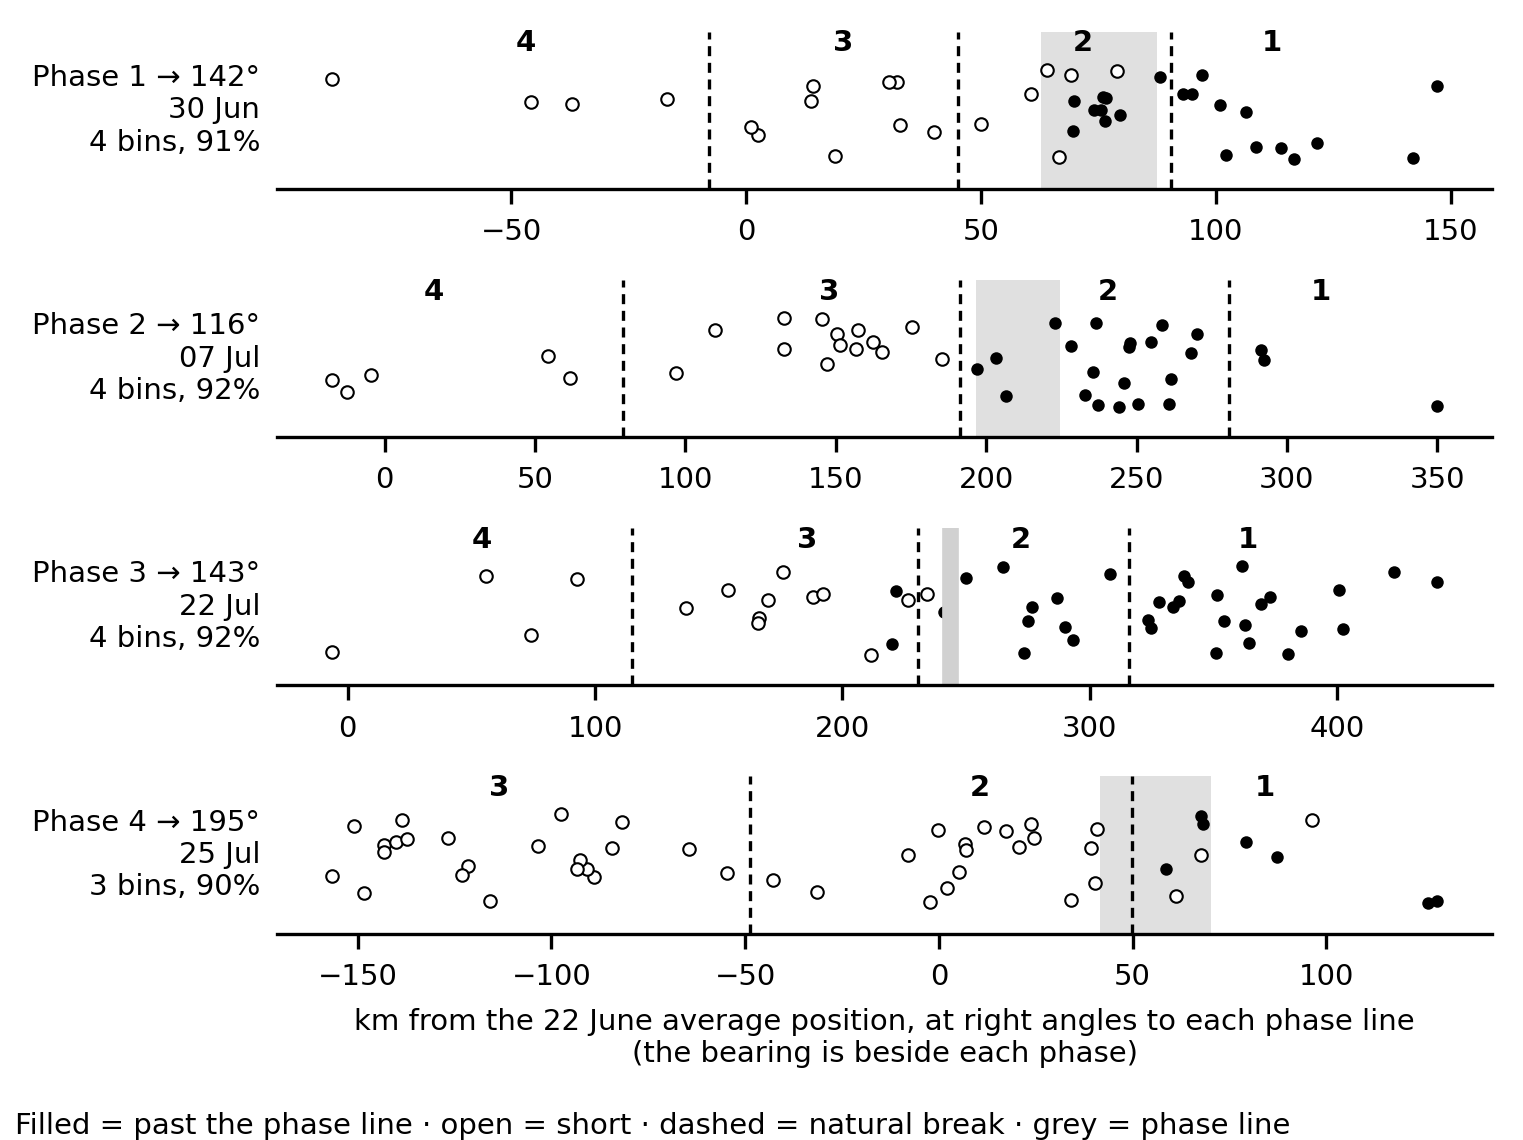 4 3 2 1
Phase 1 → 142°
30 Jun
4 bins, 91%
−50 0 50 100 150
4 3 2 1
Phase 2 → 116°
07 Jul
4 bins, 92%
0 50 100 150 200 250 300 350
4 3 2 1
Phase 3 → 143°
22 Jul
4 bins, 92%
0 100 200 300 400
3 2 1
Phase 4 → 195°
25 Jul
3 bins, 90%
−150 −100 −50 0 50 100
km from the 22 June average position, at right angles to each phase line
(the bearing is beside each phase)
Filled = past the phase line · open = short · dashed = natural break · grey = phase line